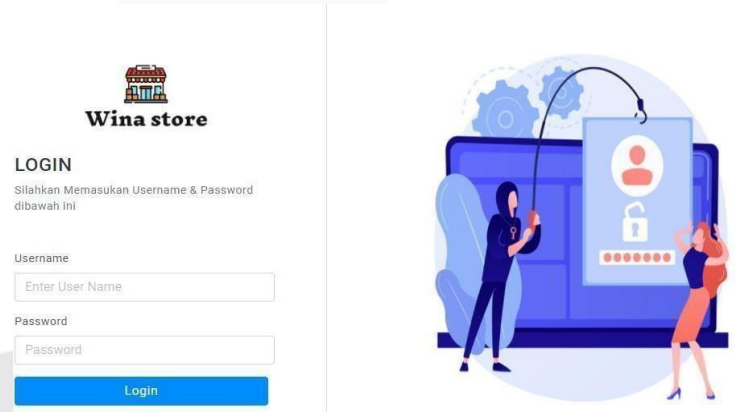 Wina store
LOGIN
Silahkan Memasukan Username & Password
dibawah ini
Username
Enter User Name
Password
Password
Login